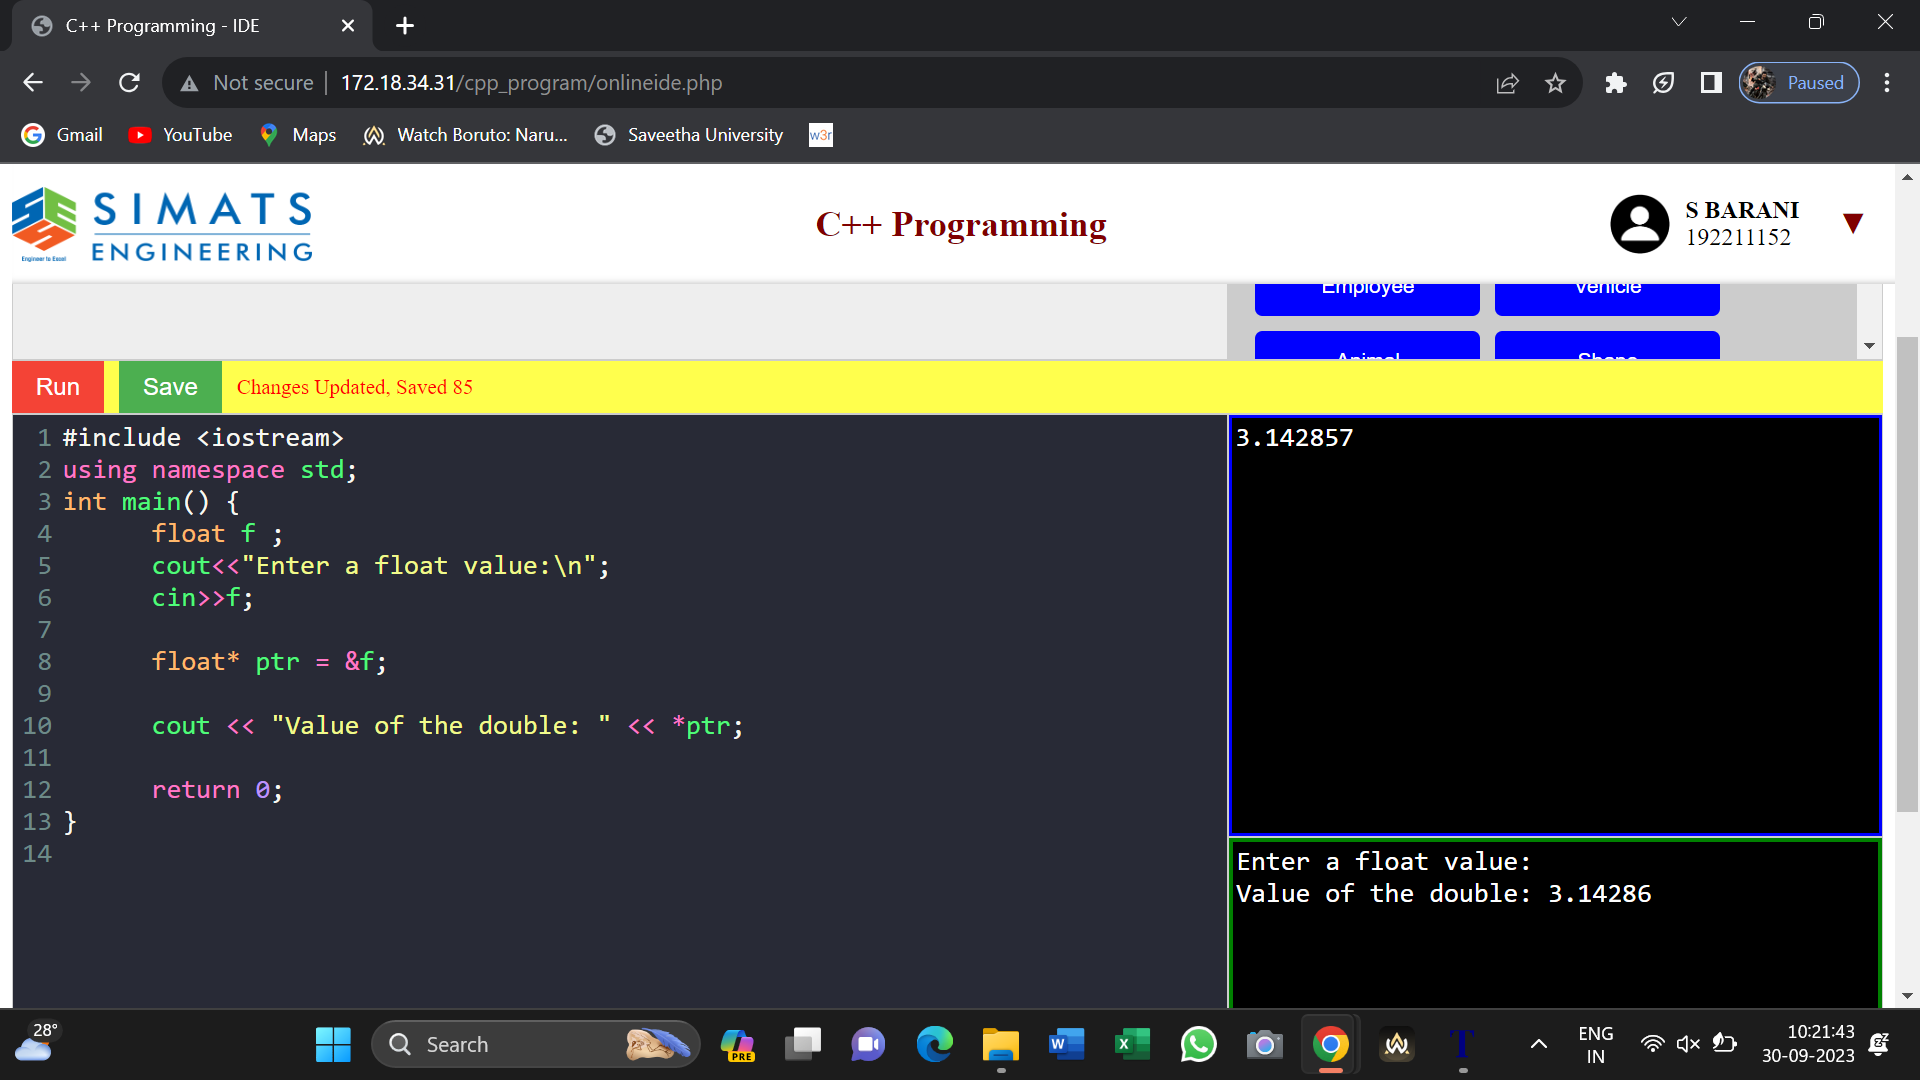 C++ Programming - IDE
Not secure 172.18.34.31/cpp_program/onlineide.php
Paused
Gmail YouTube Maps Watch Boruto: Naru... Saveetha University w3r
SIMATS
ENGINEERING
Engineer to Excel
C++ Programming
S BARANI
192211152
Employee Vehicle
Animal Shape
Run Save Changes Updated, Saved 85
1 #include <iostream>
2 using namespace std;
3 int main() {
4 float f ;
5 cout<<"Enter a float value:\n";
6 cin>>f;
7
8 float* ptr = &f;
9
10 cout << "Value of the double: " << *ptr;
11
12 return 0;
13 }
14
3.142857
Enter a float value:
Value of the double: 3.14286
28°
Search
PRE
ENG
IN
10:21:43
30-09-2023